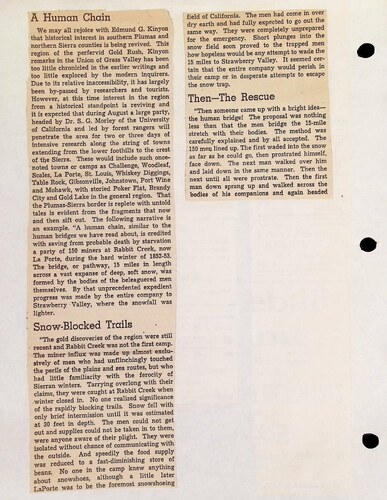 A Human Chain
We may all rejoice with Edmund G. Kinyon
that historical interest in southern Plumas and
northern Sierra counties is being revived. This
region of the perfervid Gold Rush, Kinyon
remarks in the Union of Grass Valley has been
too little chronicled in the earlier writings and
too little explored by the modern inquirers.
Due to its relative inaccessibility, it has largely
been by-passed by researchers and tourists.
However, at this time interest in the region
from a historical standpoint is reviving and
it is expected that during August a large party,
headed by Dr. S. G. Morley of the University
of California and led by forest rangers will
penetrate the area for two or three days of
intensive research along the string of towns
extending from the lower foothills to the crest
of the Sierra. These would include such once-
noted towns or camps as Challenge, Woodleaf,
Scales, La Porte, St. Louis, Whiskey Diggings,
Table Rock, Gibsonville, Johnstown, Port Wine
and Mohawk, with storied Poker Flat, Brandy
City and Gold Lake in the general region. That
the Plumas-Sierra border is replete with untold
tales is evident from the fragments that now
and then sift out. The following narrative is
an example. "A human chain, similar to the
human bridges we have read about, is credited
with saving from probable death by starvation
a party of 150 miners at Rabbit Creek, now
La Porte, during the hard winter of 1852-53.
The bridge, or pathway, 15 miles in length
across a vast expanse of deep, soft snow, was
formed by the bodies of the beleaguered men
themselves. By that unprecedented expedient
progress was made by the entire company to
Strawberry Valley, where the snowfall was
lighter.
Snow-Blocked Trails
"The gold discoveries of the region were still
recent and Rabbit Creek was not the first camp.
The miner influx was made up almost exclu-
sively of men who had unflinchingly touched
the perils of the plains and sea routes, but who
had little familiarity with the ferocity of
Sierran winters. Tarrying overlong with their
claims, they were caught at Rabbit Creek when
winter closed in. No one realized significance
of the rapidly blocking trails. Snow fell with
only brief intermission until it was estimated
at 30 feet in depth. The men could not get
out and supplies could not be taken in to them,
were anyone aware of their plight. They were
isolated without chance of communicating with
the outside. And speedily the food supply
was reduced to a fast-diminishing store of
beans. No one in the camp knew anything
about snowshoes, although a little later
LaPorte was to be the foremost snowshoeing
field of California. The men had come in over
dry earth and had fully expected to go out the
same way. They were completely unprepared
for the emergency. Short plunges into the
snow field soon proved to the trapped men
how hopeless would be any attempt to wade the
15 miles to Strawberry Valley. It seemed cer-
tain that the entire company would perish in
their camp or in desperate attempts to escape
the snow trap.
Then—The Rescue
"Then someone came up with a bright idea—
the human bridge! The proposal was nothing
less than that the men bridge the 15-mile
stretch with their bodies. The method was
carefully explained and by all accepted. The
150 men lined up. The first waded into the snow
as far as he could go, then prostrated himself,
face down. The next man walked over him
and laid down in the same manner. Then the
next until all were prostrate. Then the first
man down sprang up and walked across the
bodies of his companions and again headed